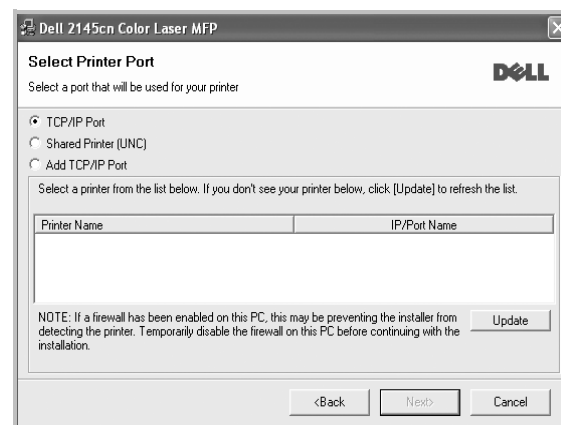 Dell 2145cn Color Laser MFP
Select Printer Port
Select a port that will be used for your printer
DELL
TCP/IP Port
Shared Printer (UNC)
Add TCP/IP Port
Select a printer from the list below. If you don't see your printer below, click [Update] to refresh the list.
Printer Name IP/Port Name
NOTE: If a firewall has been enabled on this PC, this may be preventing the installer from
detecting the printer. Temporarily disable the firewall on this PC before continuing with the
installation.
Update
<Back Next> Cancel